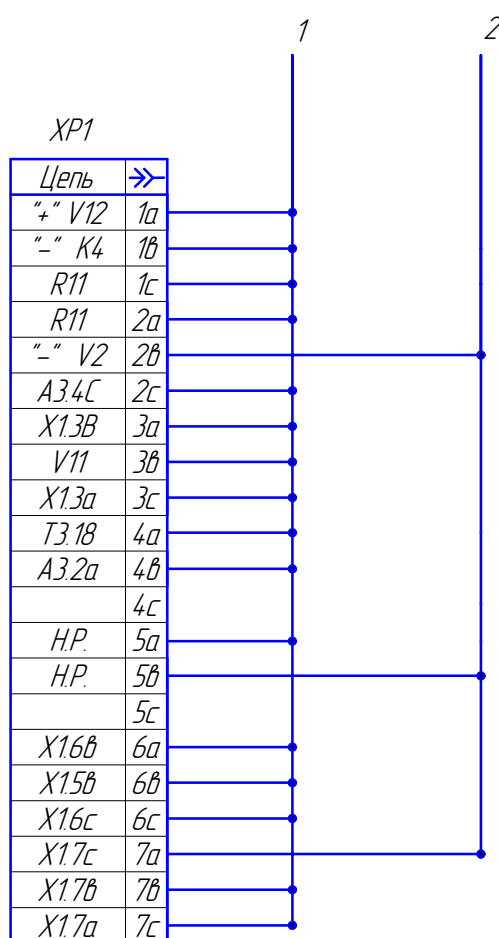 1 2
XP1
Цепь
"+" V12 1а
"–" К4 1в
R11 1с
R11 2а
"–" V2 2в
А3.4С 2с
Х1.3В 3а
V11 3в
Х1.3а 3с
Т3.18 4а
А3.2а 4в
4с
Н.Р. 5а
Н.Р. 5в
5с
Х1.6в 6а
Х1.5в 6в
Х1.6с 6с
Х1.7с 7а
Х1.7в 7в
Х1.7а 7с